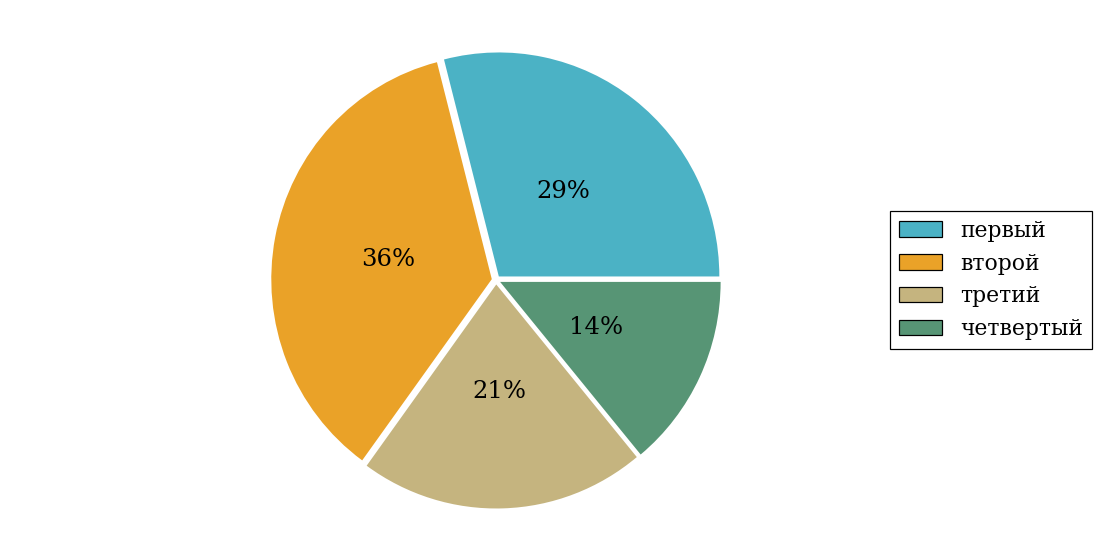 29%
36%
14%
21%
первый
второй
третий
четвертый